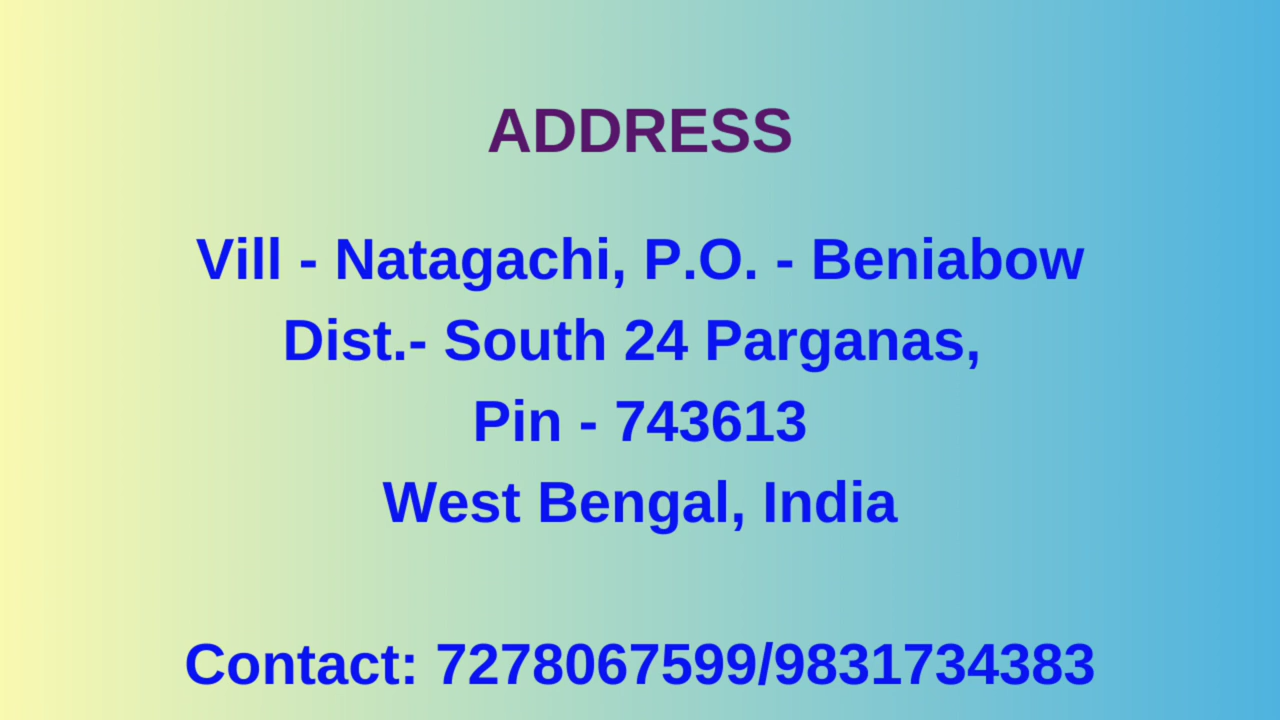 ADDRESS
Vill - Natagachi, P.O. - Beniabow
Dist.- South 24 Parganas,
Pin - 743613
West Bengal, India
Contact: 7278067599/9831734383